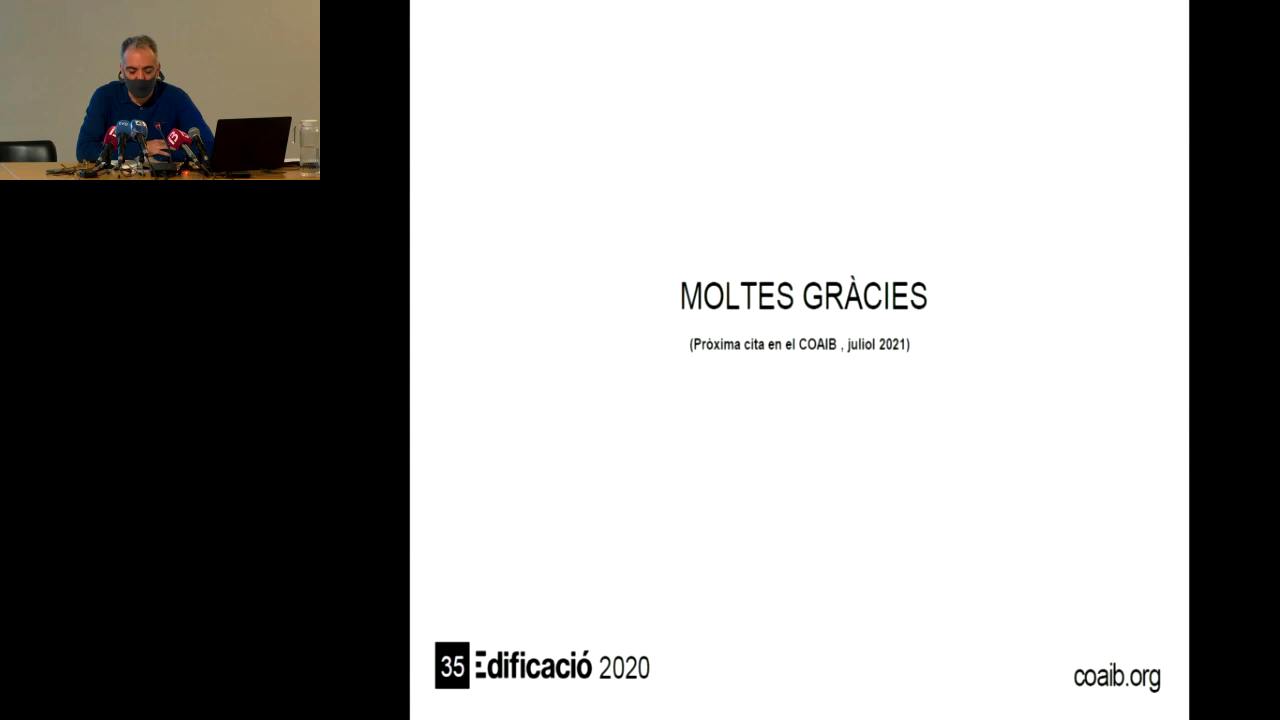 MOLTES GRÀCIES
(Pròxima cita en el COAIB , juliol 2021)
35 Edificació 2020
coaib.org